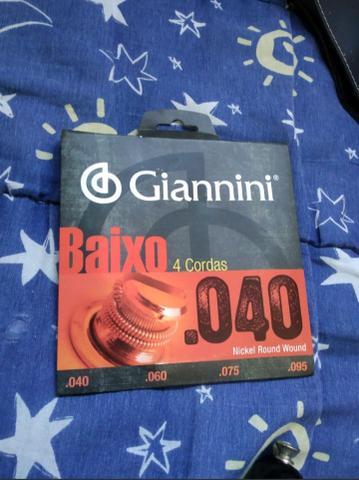 Giannini®
Baixo 4 Cordas
.040
Nickel Round Wound
.040 .060 .075 .095